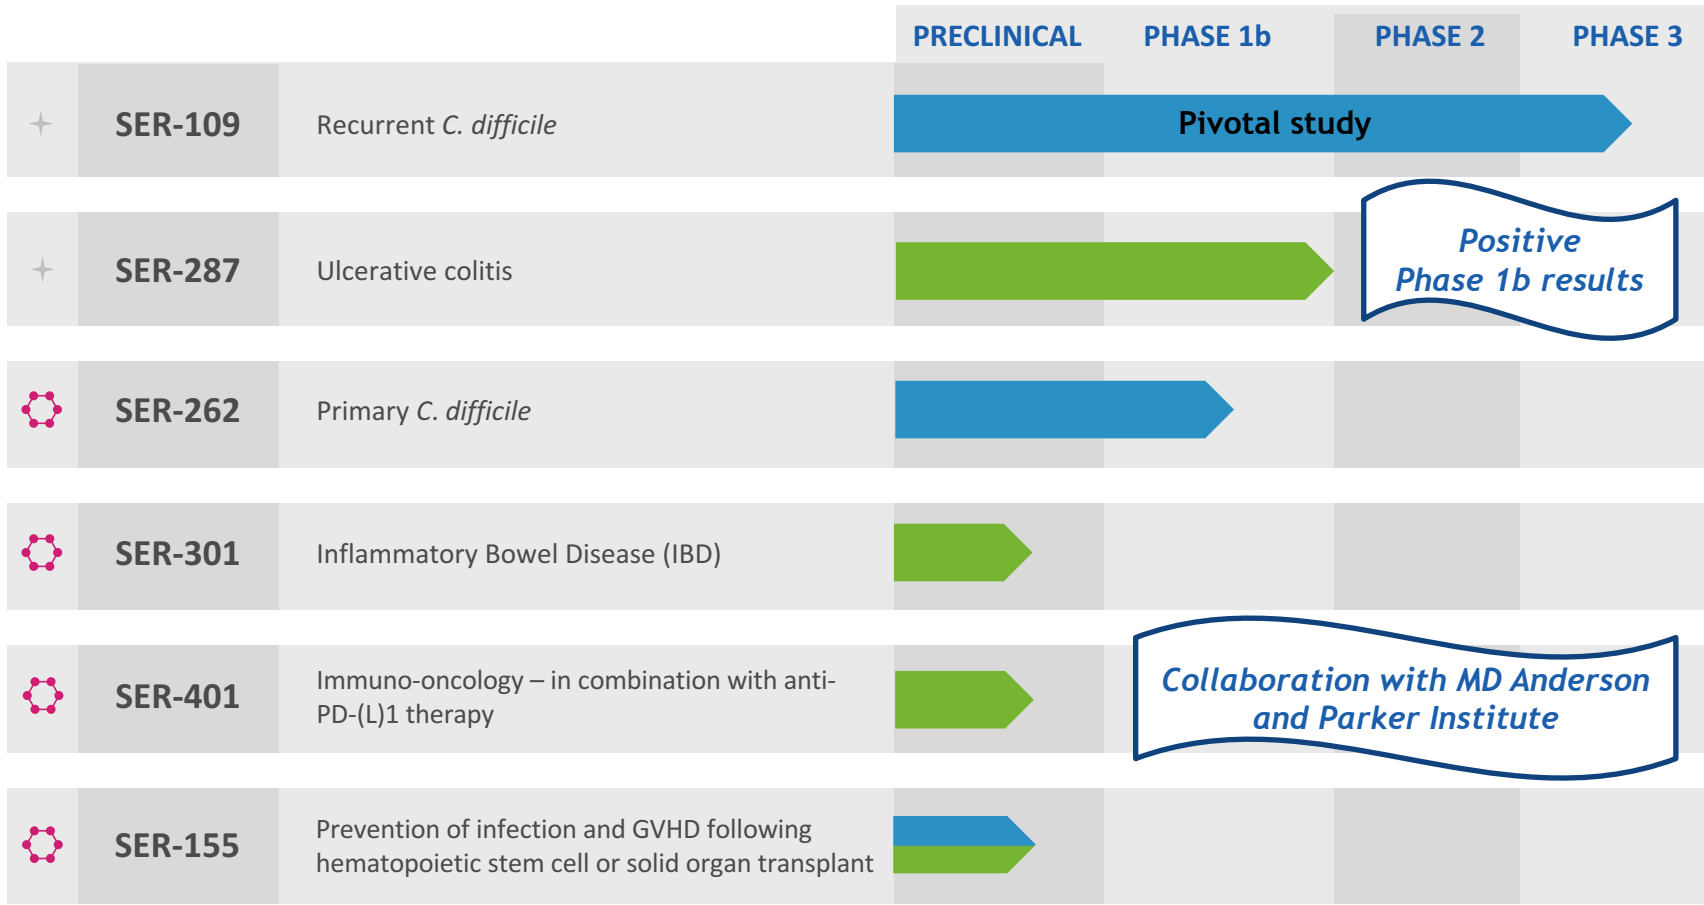 PRECLINICAL PHASE 1b PHASE 2 PHASE 3
SER-109 Recurrent C. difficile Pivotal study
SER-287 Ulcerative colitis
Positive
Phase 1b results
SER-262 Primary C. difficile
SER-301 Inflammatory Bowel Disease (IBD)
SER-401
Immuno-oncology – in combination with anti-
PD-(L)1 therapy
Collaboration with MD Anderson
and Parker Institute
SER-155
Prevention of infection and GVHD following
hematopoietic stem cell or solid organ transplant